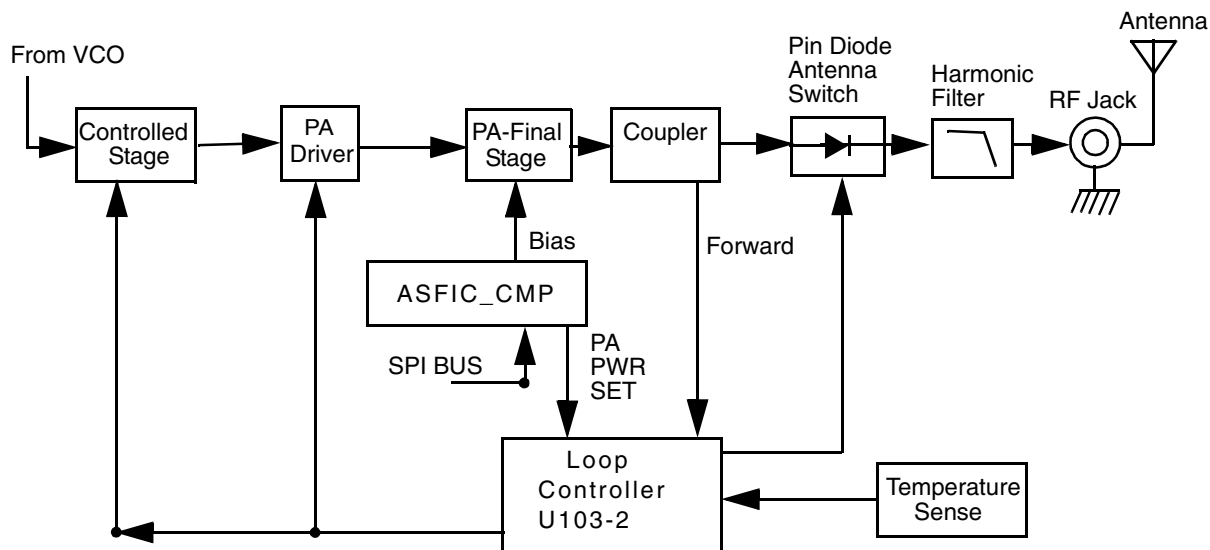 Antenna
From VCO
Pin Diode
Antenna
Switch
Harmonic
Filter
RF Jack
Controlled
Stage
PA
Driver
PA-Final
Stage
Coupler
Bias
Forward
ASFIC_CMP
SPI BUS
PA
PWR
SET
Loop
Controller
U103-2
Temperature
Sense